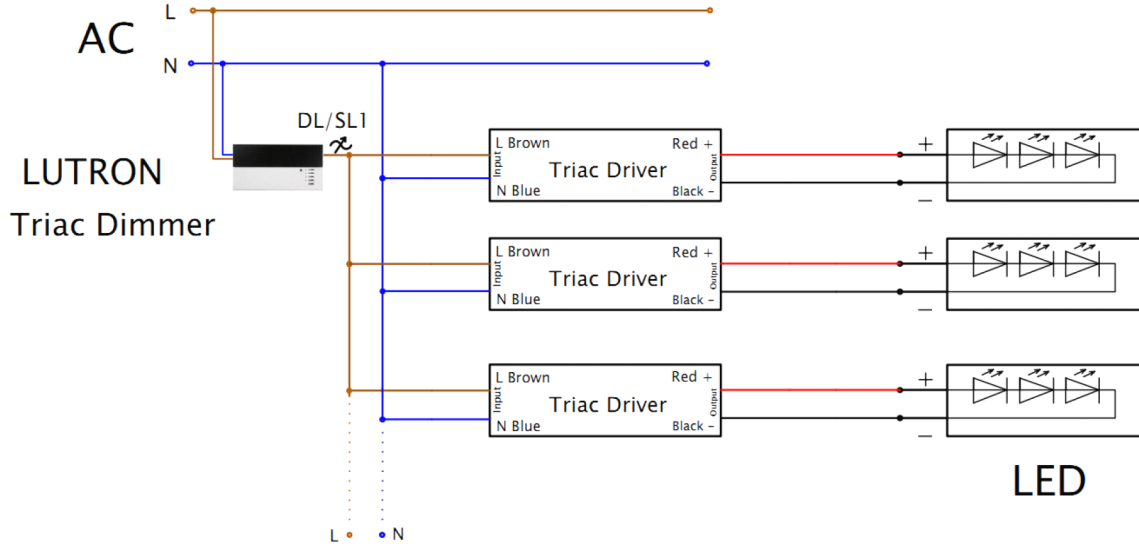 L
AC
N
DL/SL1
LUTRON
Triac Dimmer
L Brown
Red +
Input
Triac Driver
Output
N Blue
Black –
+
–
L Brown
Red +
Input
Triac Driver
Output
N Blue
Black –
+
–
L Brown
Red +
Input
Triac Driver
Output
N Blue
Black –
+
–
LED
L
N